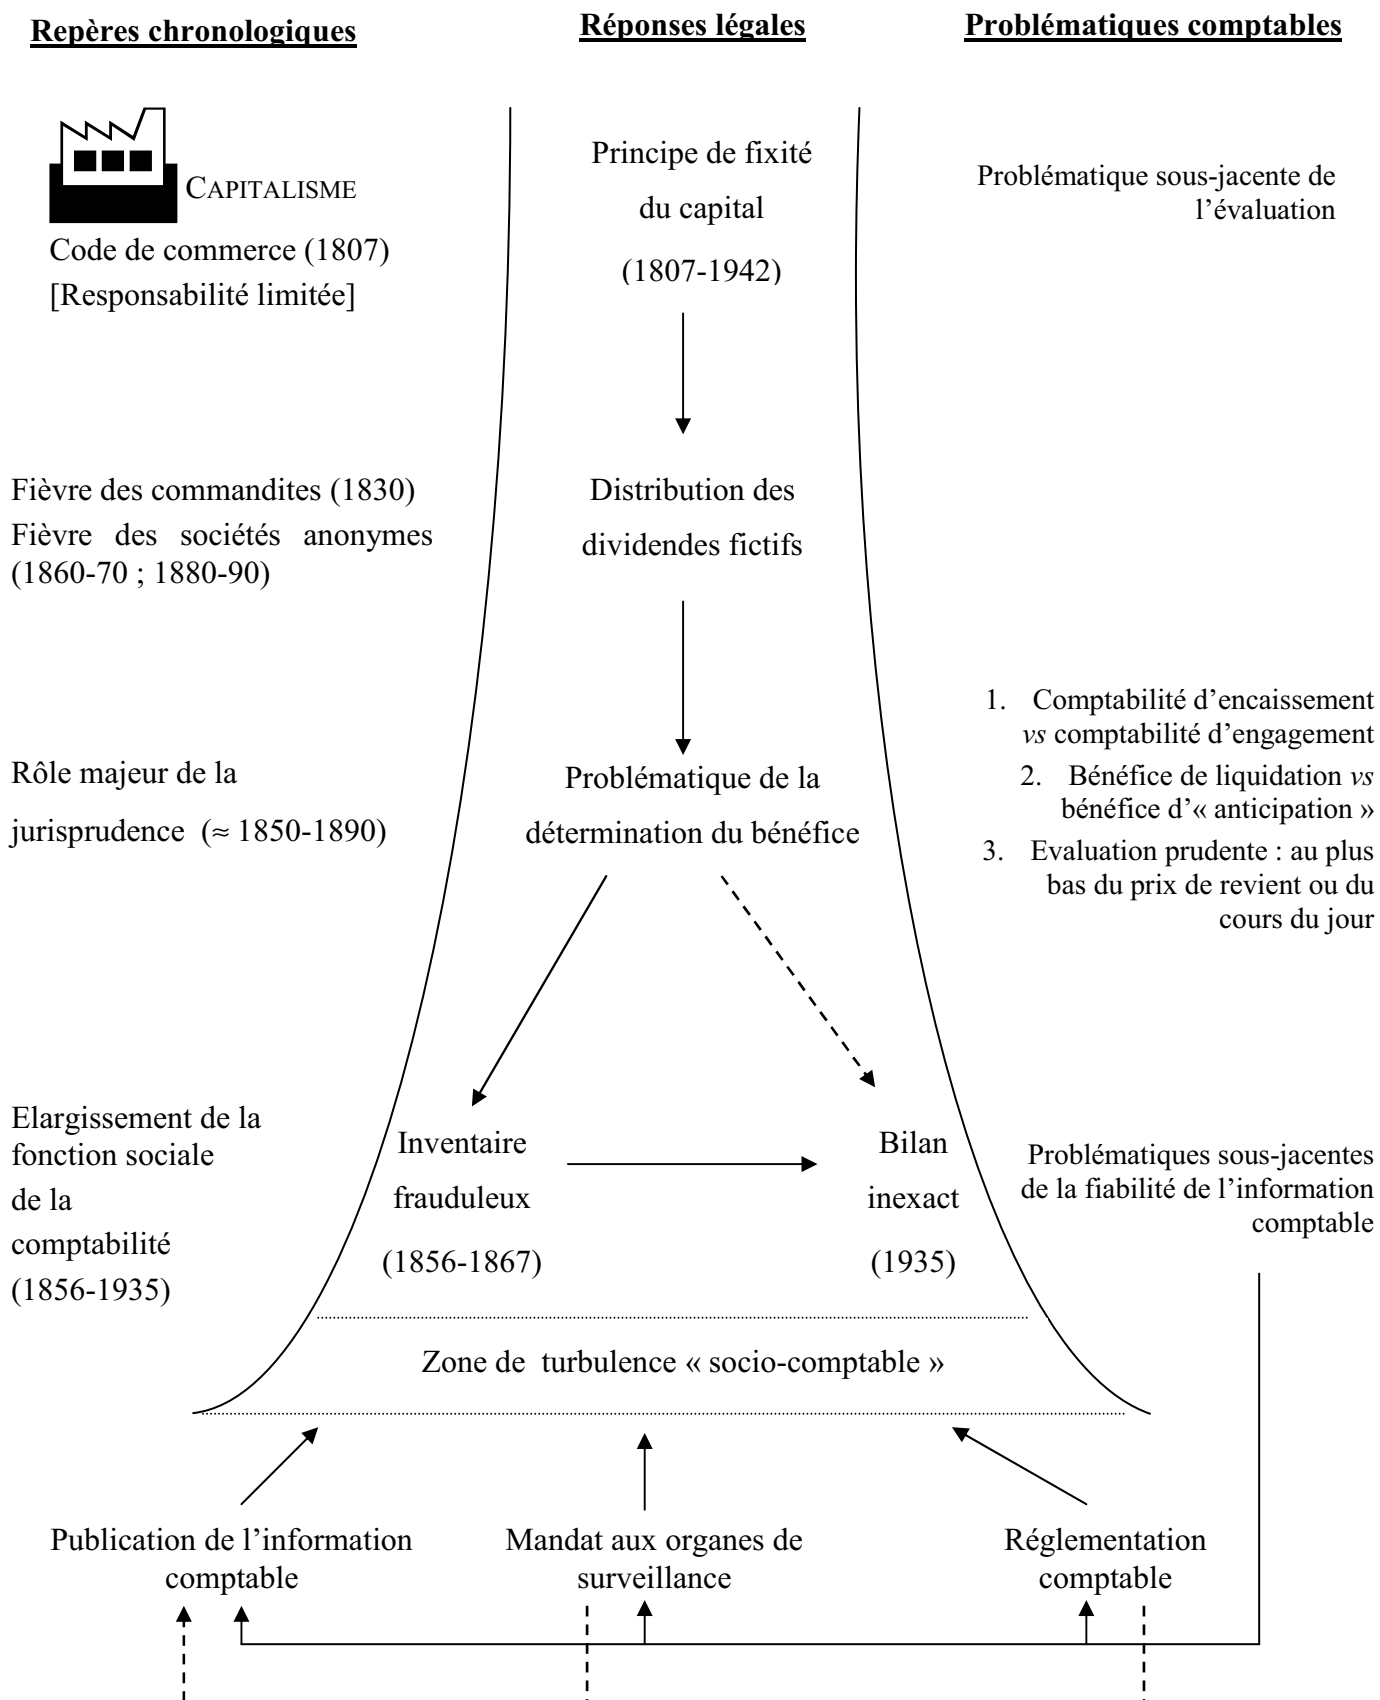 Repères chronologiques
Réponses légales
Problématiques comptables
CAPITALISME
Code de commerce (1807)
[Responsabilité limitée]
Principe de fixité
du capital
(1807-1942)
Problématique sous-jacente de
l'évaluation
Fièvre des commandites (1830)
Fièvre des sociétés anonymes
(1860-70 ; 1880-90)
Distribution des
dividendes fictifs
Rôle majeur de la
jurisprudence (≈ 1850-1890)
Problématique de la
détermination du bénéfice
1. Comptabilité d'encaissement
vs comptabilité d'engagement
2. Bénéfice de liquidation vs
bénéfice d'« anticipation »
3. Evaluation prudente : au plus
bas du prix de revient ou du
cours du jour
Elargissement de la
fonction sociale
de la
comptabilité
(1856-1935)
Inventaire
frauduleux
(1856-1867)
Bilan
inexact
(1935)
Problématiques sous-jacentes
de la fiabilité de l'information
comptable
Zone de turbulence « socio-comptable »
Publication de l'information
comptable
Mandat aux organes de
surveillance
Réglementation
comptable